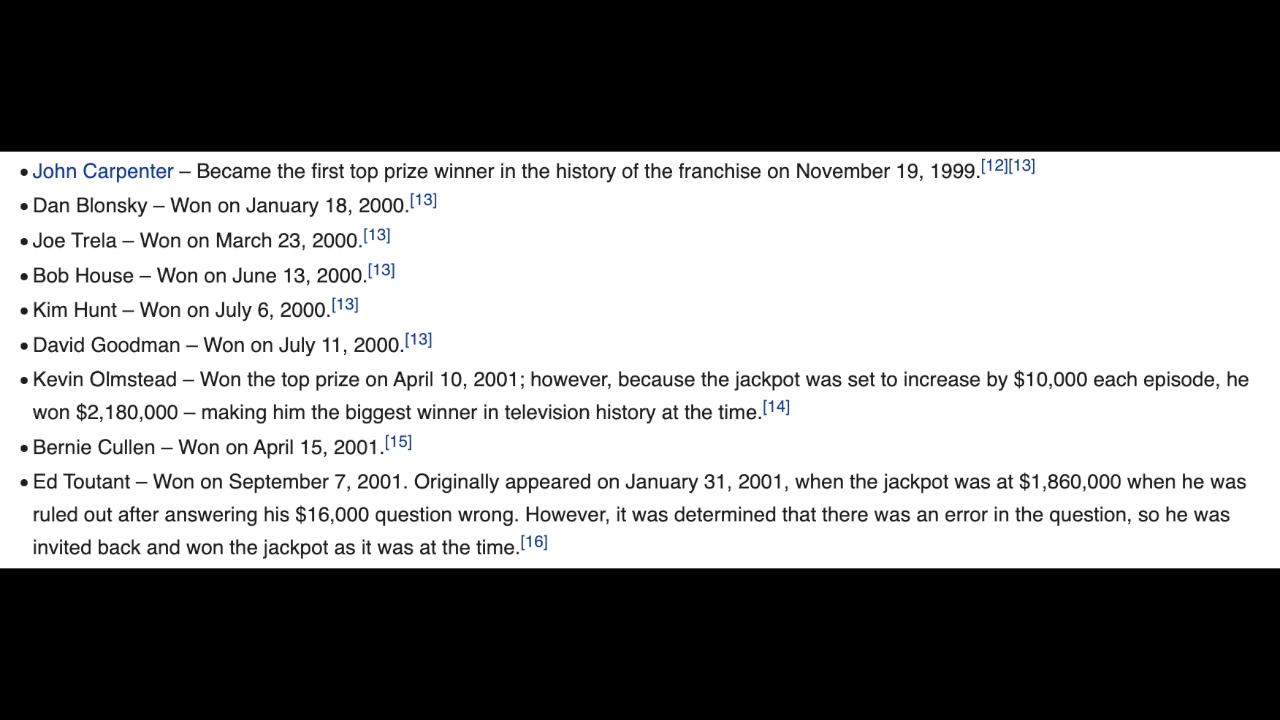 • John Carpenter – Became the first top prize winner in the history of the franchise on November 19, 1999.[12][13]
• Dan Blonsky – Won on January 18, 2000.[13]
• Joe Trela – Won on March 23, 2000.[13]
• Bob House – Won on June 13, 2000.[13]
• Kim Hunt – Won on July 6, 2000.[13]
• David Goodman – Won on July 11, 2000.[13]
• Kevin Olmstead – Won the top prize on April 10, 2001; however, because the jackpot was set to increase by $10,000 each episode, he
won $2,180,000 – making him the biggest winner in television history at the time.[14]
• Bernie Cullen – Won on April 15, 2001.[15]
• Ed Toutant – Won on September 7, 2001. Originally appeared on January 31, 2001, when the jackpot was at $1,860,000 when he was
ruled out after answering his $16,000 question wrong. However, it was determined that there was an error in the question, so he was
invited back and won the jackpot as it was at the time.[16]